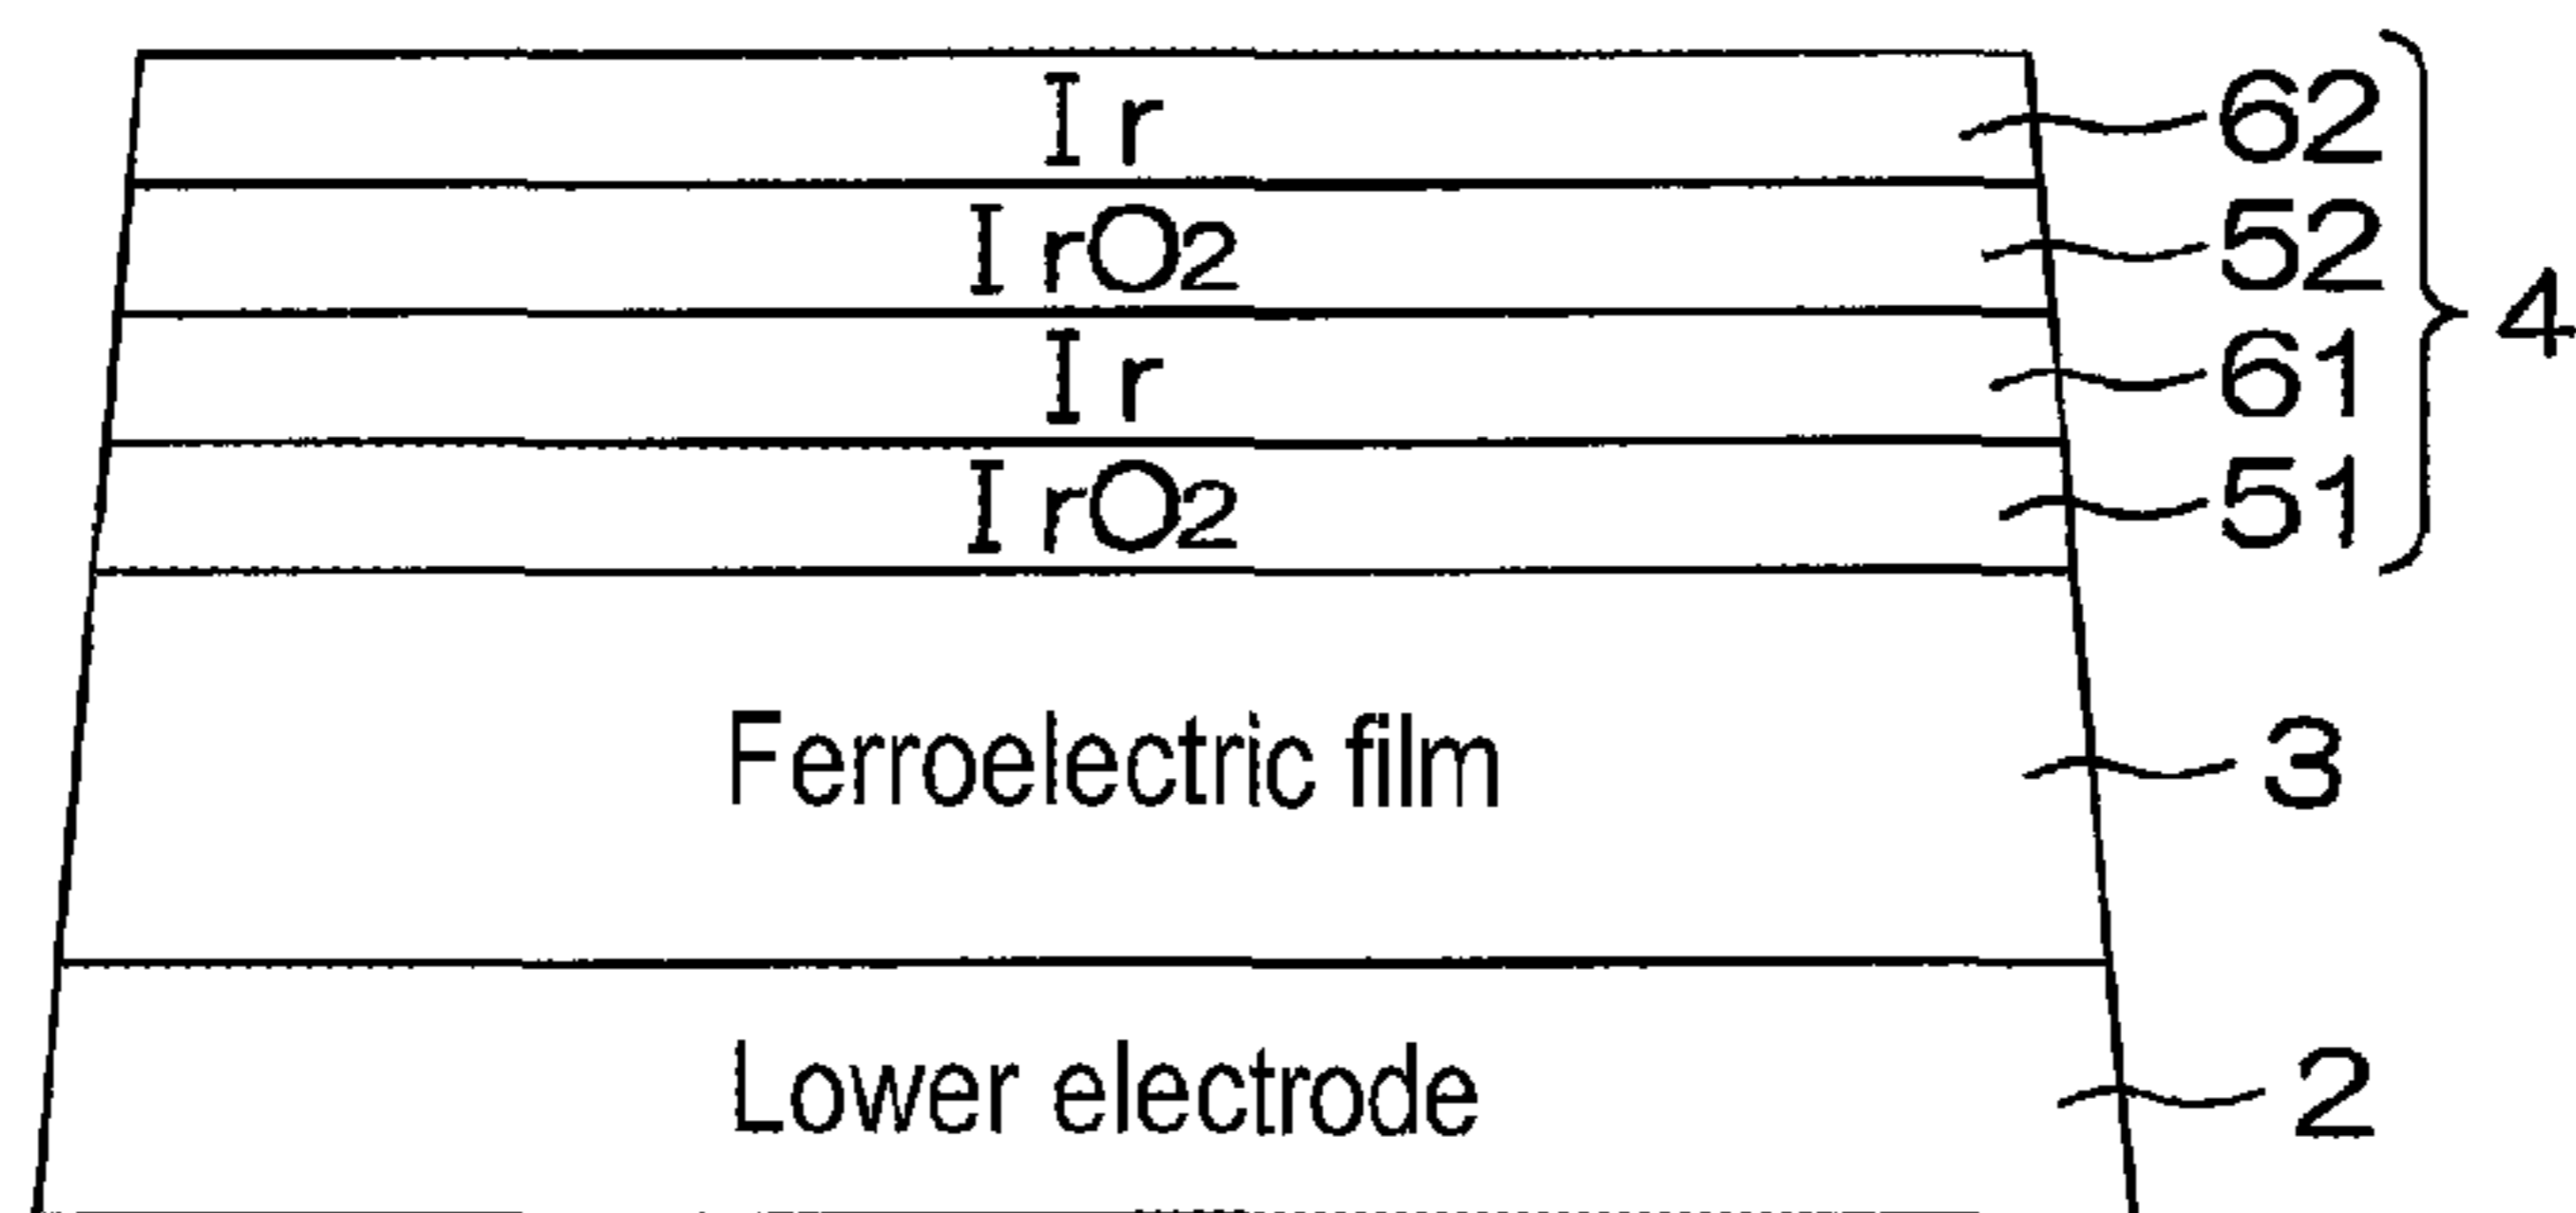 Ir 62
IrO2 52
4
Ir 61
IrO2 51
Ferroelectric film 3
Lower electrode 2